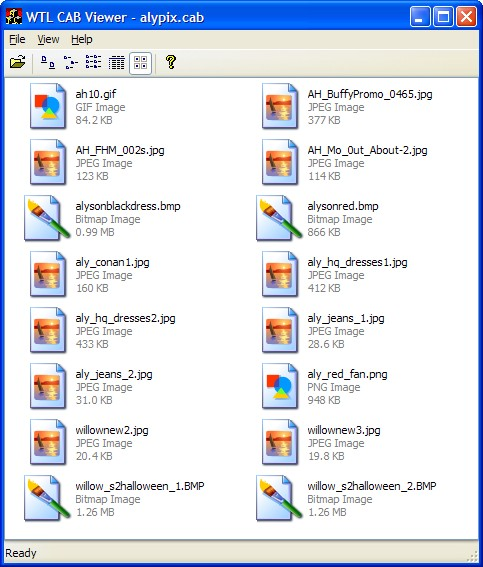 WTL CAB Viewer - alypix.cab
File View Help
ah10.gif
GIF Image
84.2 KB
AH_BuffyPromo_0465.jpg
JPEG Image
377 KB
AH_FHM_002s.jpg
JPEG Image
123 KB
AH_Mo_0ut_About-2.jpg
JPEG Image
114 KB
alysonblackdress.bmp
Bitmap Image
0.99 MB
alysonred.bmp
Bitmap Image
866 KB
aly_conan1.jpg
JPEG Image
160 KB
aly_hq_dresses1.jpg
JPEG Image
412 KB
aly_hq_dresses2.jpg
JPEG Image
433 KB
aly_jeans_1.jpg
JPEG Image
28.6 KB
aly_jeans_2.jpg
JPEG Image
31.0 KB
aly_red_fan.png
PNG Image
948 KB
willownew2.jpg
JPEG Image
20.4 KB
willownew3.jpg
JPEG Image
19.8 KB
willow_s2halloween_1.BMP
Bitmap Image
1.26 MB
willow_s2halloween_2.BMP
Bitmap Image
1.26 MB
Ready